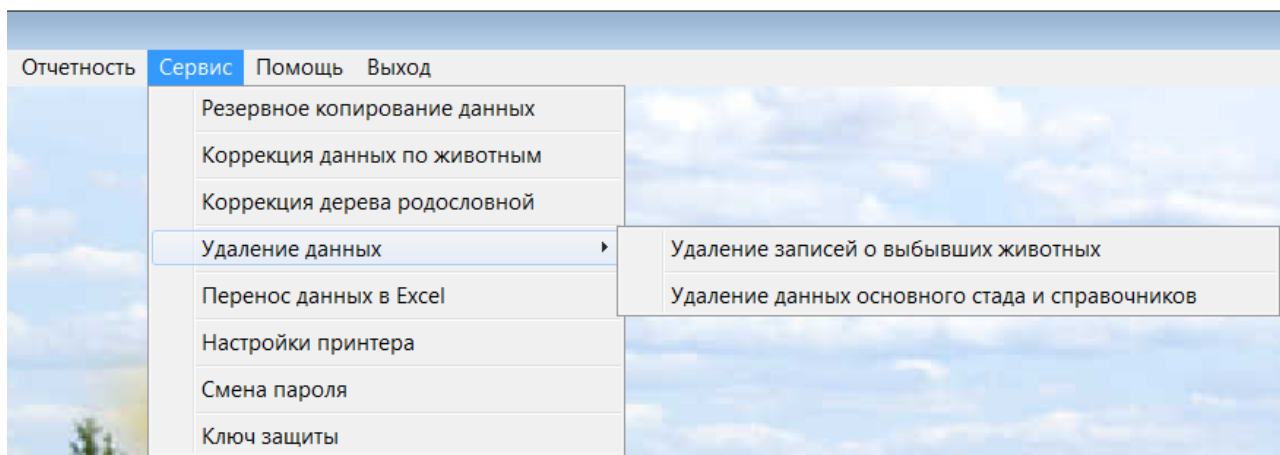 Отчетность Сервис Помощь Выход
Резервное копирование данных
Коррекция данных по животным
Коррекция дерева родословной
Удаление данных
Удаление записей о выбывших животных
Перенос данных в Excel
Удаление данных основного стада и справочников
Настройки принтера
Смена пароля
Ключ защиты